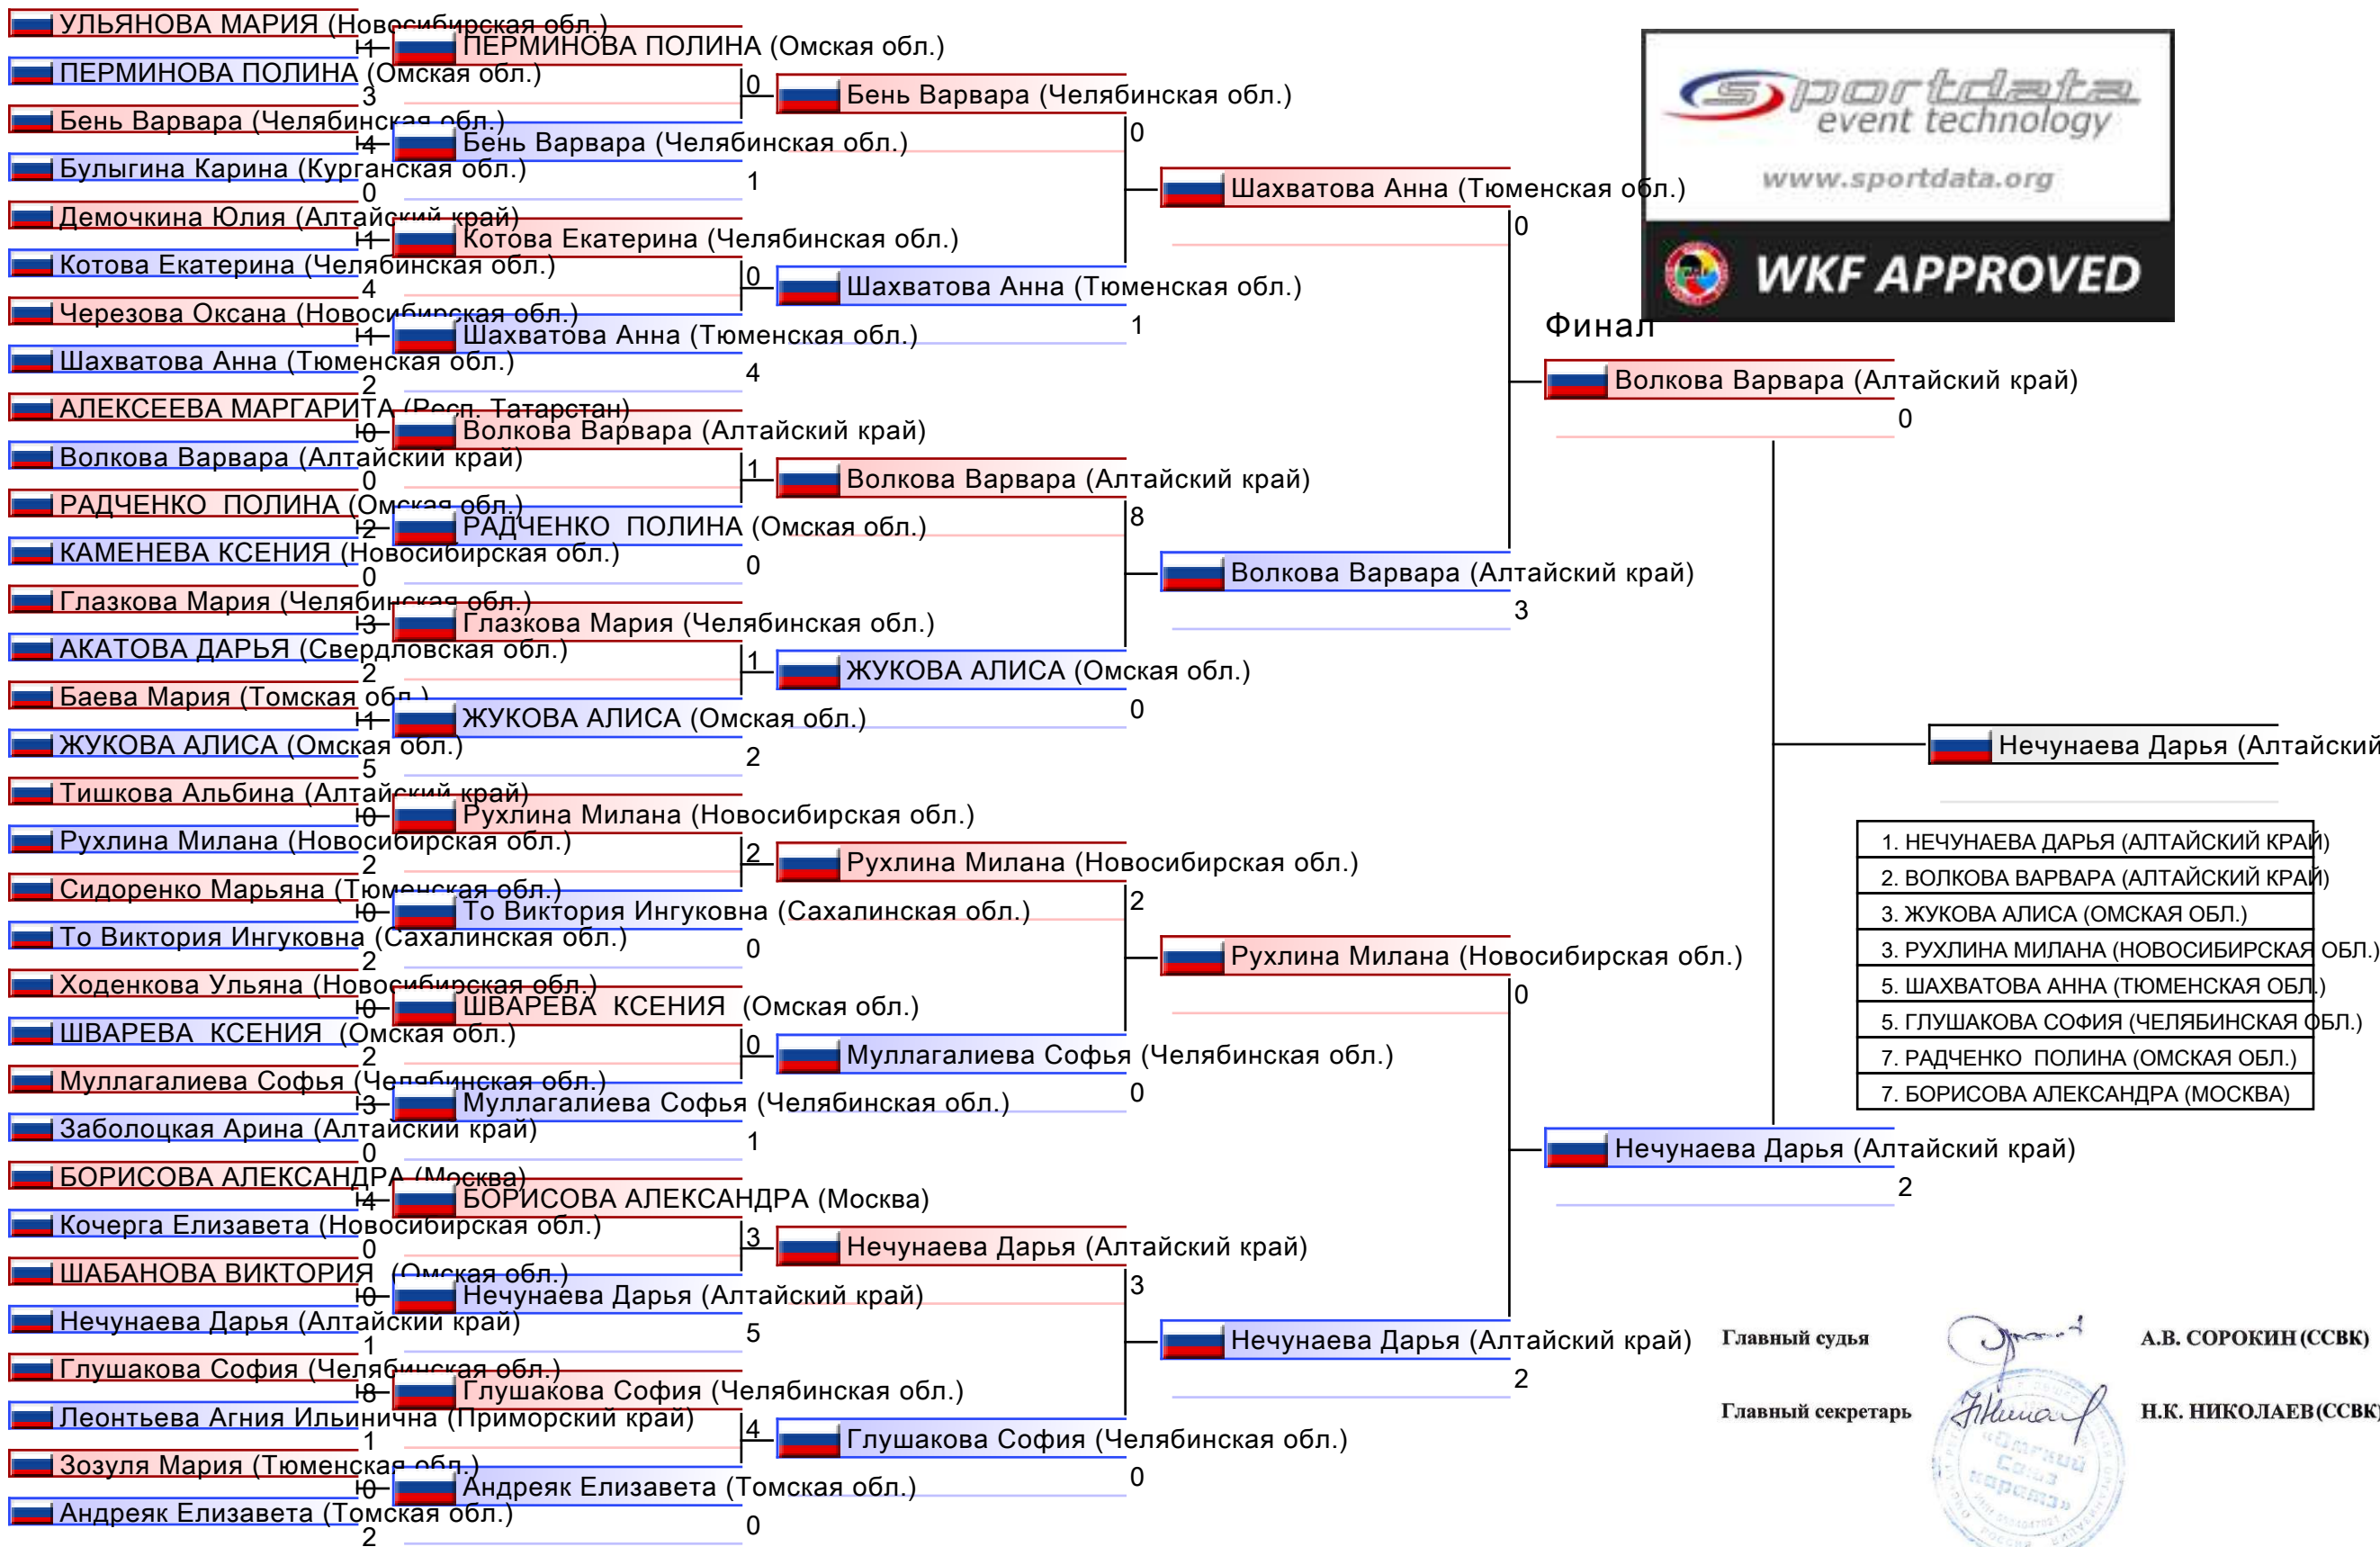 УЛЬЯНОВА МАРИЯ (Новосибирская обл.)
1
ПЕРМИНОВА ПОЛИНА (Омская обл.)
3
Бень Варвара (Челябинская обл.)
4
Булыгина Карина (Курганская обл.)
0
Демочкина Юлия (Алтайский край)
1
Котова Екатерина (Челябинская обл.)
4
Черезова Оксана (Новосибирская обл.)
1
Шахватова Анна (Тюменская обл.)
2
АЛЕКСЕЕВА МАРГАРИТА (Респ. Татарстан)
0
Волкова Варвара (Алтайский край)
0
РАДЧЕНКО ПОЛИНА (Омская обл.)
2
КАМЕНЕВА КСЕНИЯ (Новосибирская обл.)
0
Глазкова Мария (Челябинская обл.)
3
АКАТОВА ДАРЬЯ (Свердловская обл.)
2
Баева Мария (Томская обл.)
1
ЖУКОВА АЛИСА (Омская обл.)
5
Тишкова Альбина (Алтайский край)
0
Рухлина Милана (Новосибирская обл.)
2
Сидоренко Марьяна (Тюменская обл.)
0
То Виктория Ингуковна (Сахалинская обл.)
2
Ходенкова Ульяна (Новосибирская обл.)
0
ШВАРЕВА КСЕНИЯ (Омская обл.)
2
Муллагалиева Софья (Челябинская обл.)
3
Заболоцкая Арина (Алтайский край)
0
БОРИСОВА АЛЕКСАНДРА (Москва)
4
Кочерга Елизавета (Новосибирская обл.)
0
ШАБАНОВА ВИКТОРИЯ (Омская обл.)
0
Нечунаева Дарья (Алтайский край)
1
Глушакова София (Челябинская обл.)
8
Леонтьева Агния Ильинична (Приморский край)
1
Зозуля Мария (Тюменская обл.)
0
Андреяк Елизавета (Томская обл.)
2
ПЕРМИНОВА ПОЛИНА (Омская обл.)
0
Бень Варвара (Челябинская обл.)
1
Котова Екатерина (Челябинская обл.)
0
Шахватова Анна (Тюменская обл.)
4
Волкова Варвара (Алтайский край)
1
РАДЧЕНКО ПОЛИНА (Омская обл.)
0
Глазкова Мария (Челябинская обл.)
1
ЖУКОВА АЛИСА (Омская обл.)
2
Рухлина Милана (Новосибирская обл.)
2
То Виктория Ингуковна (Сахалинская обл.)
0
ШВАРЕВА КСЕНИЯ (Омская обл.)
0
Муллагалиева Софья (Челябинская обл.)
1
БОРИСОВА АЛЕКСАНДРА (Москва)
3
Нечунаева Дарья (Алтайский край)
5
Глушакова София (Челябинская обл.)
4
Андреяк Елизавета (Томская обл.)
0
Бень Варвара (Челябинская обл.)
0
Шахватова Анна (Тюменская обл.)
1
Волкова Варвара (Алтайский край)
8
ЖУКОВА АЛИСА (Омская обл.)
0
Рухлина Милана (Новосибирская обл.)
2
Муллагалиева Софья (Челябинская обл.)
0
Нечунаева Дарья (Алтайский край)
3
Глушакова София (Челябинская обл.)
0
Шахватова Анна (Тюменская обл.)
0
Волкова Варвара (Алтайский край)
3
Рухлина Милана (Новосибирская обл.)
0
Нечунаева Дарья (Алтайский край)
2
sportdata
event technology
www.sportdata.org
WKF APPROVED
Финал
Волкова Варвара (Алтайский край)
0
Нечунаева Дарья (Алтайский край)
2
Нечунаева Дарья (Алтайский
1. НЕЧУНАЕВА ДАРЬЯ (АЛТАЙСКИЙ КРАЙ)
2. ВОЛКОВА ВАРВАРА (АЛТАЙСКИЙ КРАЙ)
3. ЖУКОВА АЛИСА (ОМСКАЯ ОБЛ.)
3. РУХЛИНА МИЛАНА (НОВОСИБИРСКАЯ ОБЛ.)
5. ШАХВАТОВА АННА (ТЮМЕНСКАЯ ОБЛ.)
5. ГЛУШАКОВА СОФИЯ (ЧЕЛЯБИНСКАЯ ОБЛ.)
7. РАДЧЕНКО ПОЛИНА (ОМСКАЯ ОБЛ.)
7. БОРИСОВА АЛЕКСАНДРА (МОСКВА)
Главный судья А.В. СОРОКИН (ССВК)
Главный секретарь Н.К. НИКОЛАЕВ (ССВК)
«Омский
Союз
каратэ»